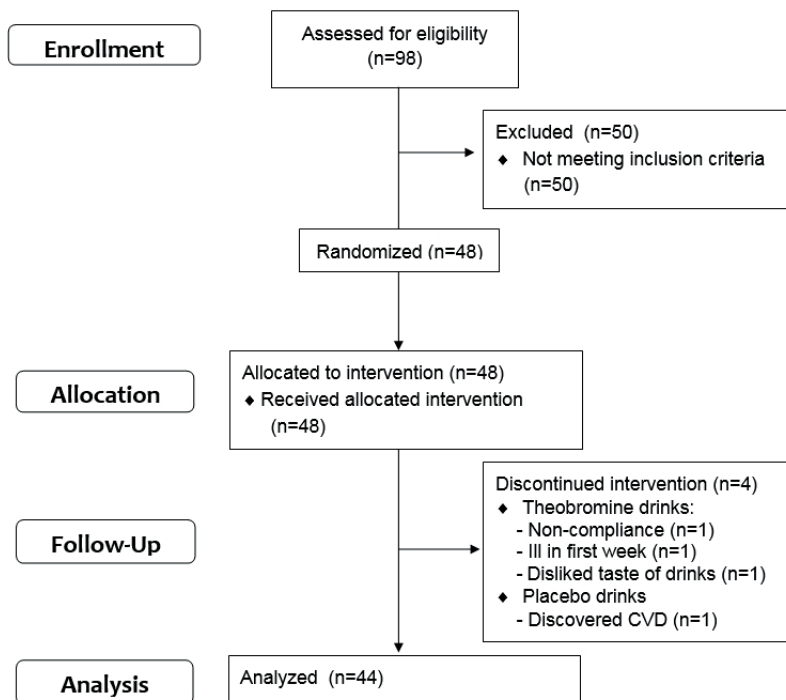 Enrollment
Assessed for eligibility
(n=98)
Excluded (n=50)
♦ Not meeting inclusion criteria
(n=50)
Randomized (n=48)
Allocation
Allocated to intervention (n=48)
♦ Received allocated intervention
(n=48)
Follow-Up
Discontinued intervention (n=4)
♦ Theobromine drinks:
- Non-compliance (n=1)
- Ill in first week (n=1)
- Disliked taste of drinks (n=1)
♦ Placebo drinks
- Discovered CVD (n=1)
Analysis
Analyzed (n=44)